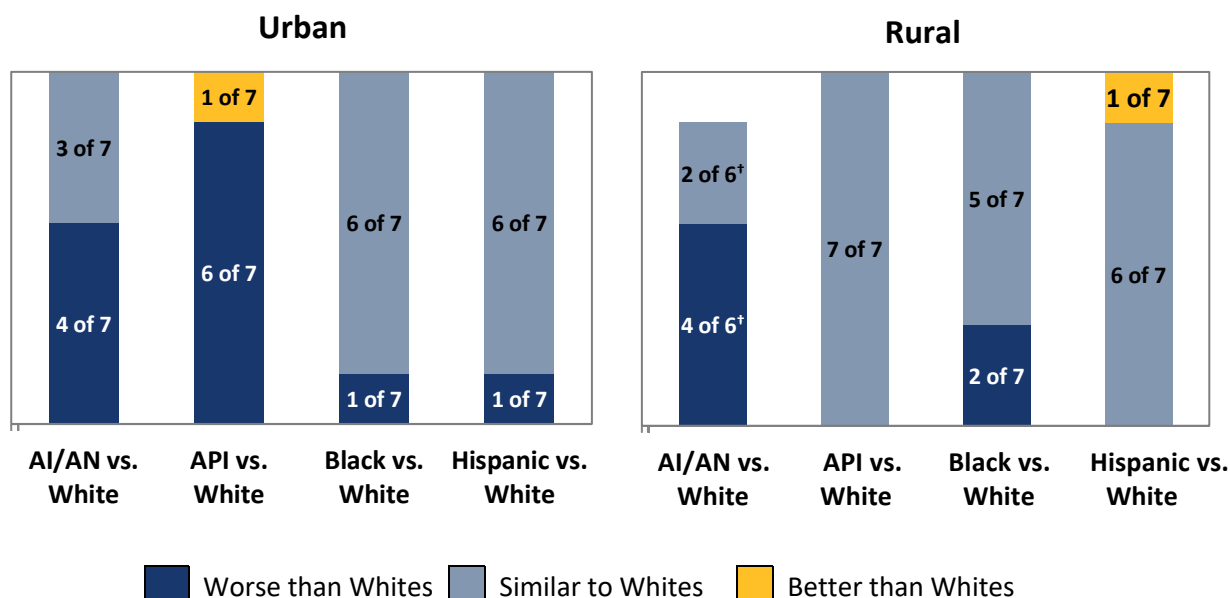 Urban
3 of 7
4 of 7
1 of 7
6 of 7
6 of 7
1 of 7
6 of 7
1 of 7
AI/AN vs.
White
API vs.
White
Black vs.
White
Hispanic vs.
White
Rural
2 of 6†
4 of 6†
7 of 7
5 of 7
2 of 7
1 of 7
6 of 7
AI/AN vs.
White
API vs.
White
Black vs.
White
Hispanic vs.
White
Worse than Whites
Similar to Whites
Better than Whites